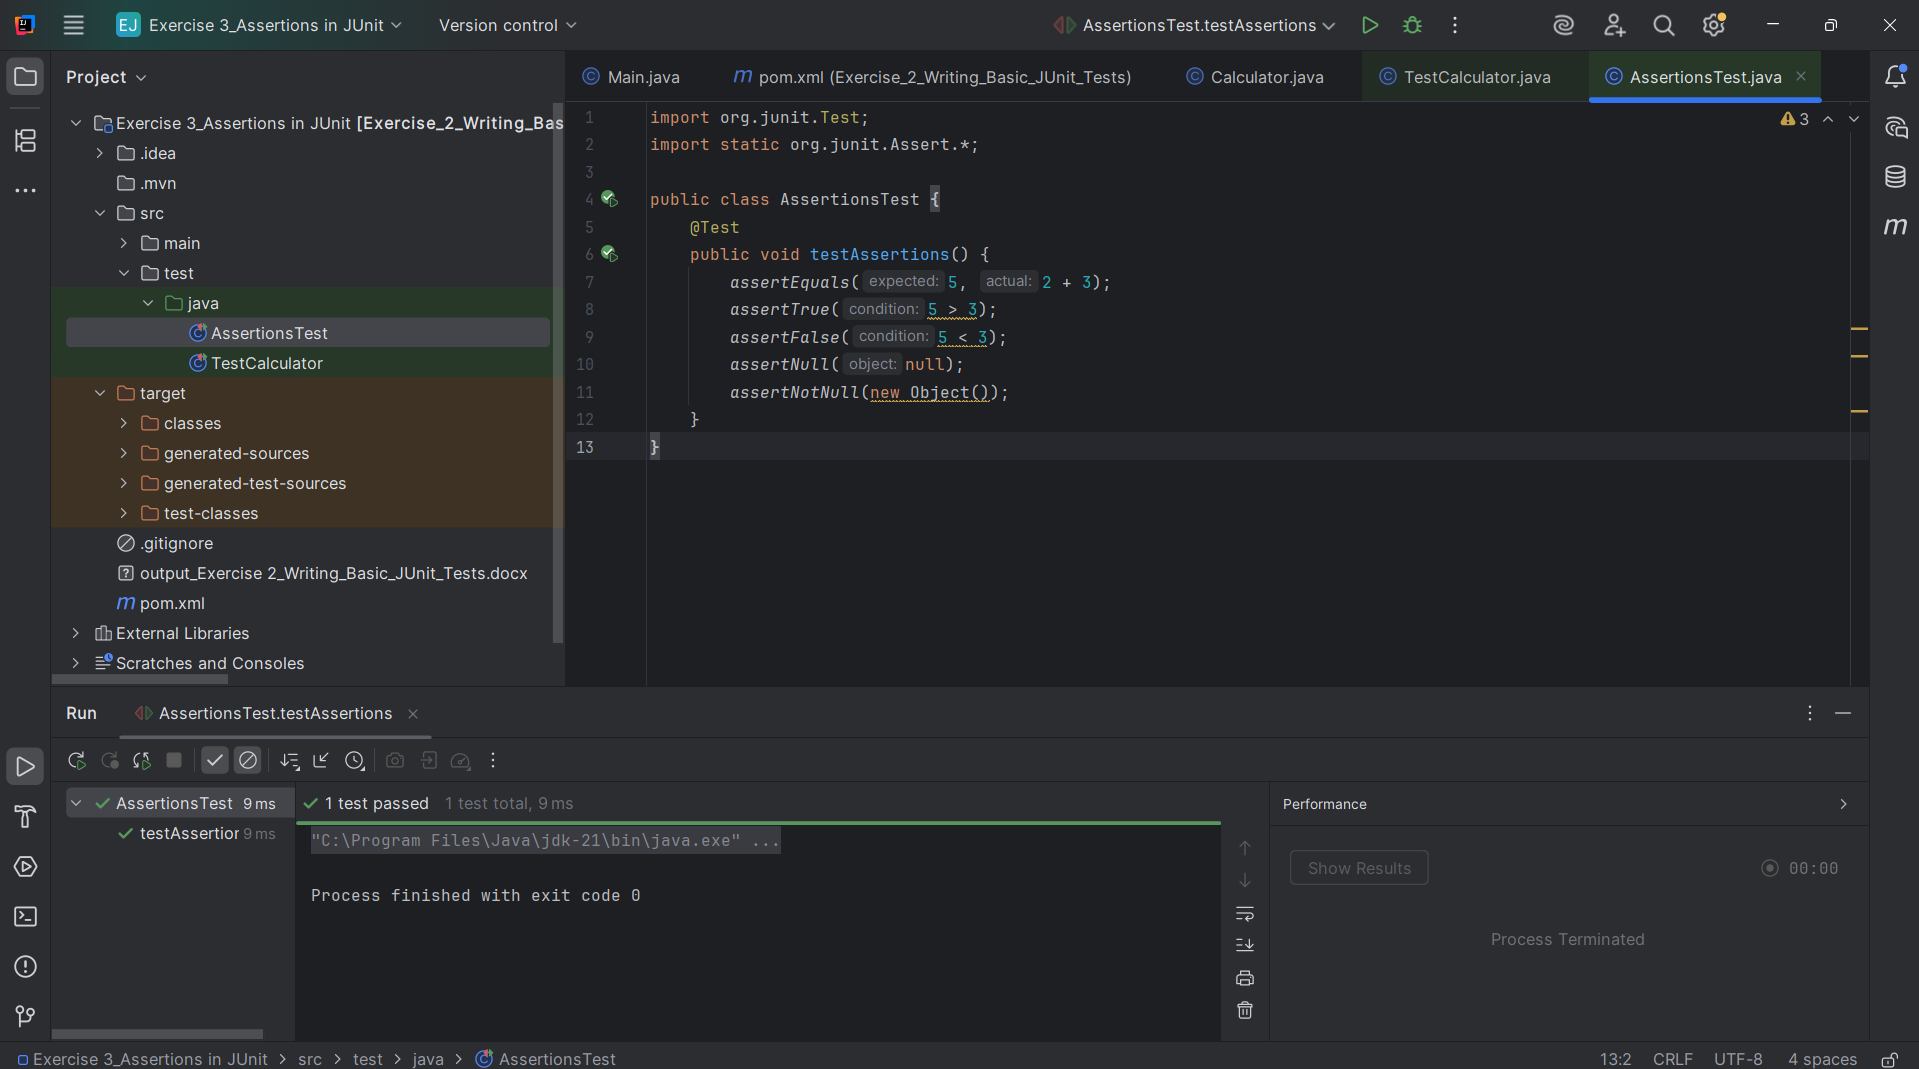 EJ Exercise 3_Assertions in JUnit Version control AssertionsTest.testAssertions
Project
Exercise 3_Assertions in JUnit [Exercise_2_Writing_Bas
.idea
.mvn
src
main
test
java
AssertionsTest
TestCalculator
target
classes
generated-sources
generated-test-sources
test-classes
.gitignore
output_Exercise 2_Writing_Basic_JUnit_Tests.docx
m pom.xml
External Libraries
Scratches and Consoles
Main.java m pom.xml (Exercise_2_Writing_Basic_JUnit_Tests) Calculator.java TestCalculator.java AssertionsTest.java
3
1 import org.junit.Test;
2 import static org.junit.Assert.*;
3
4 public class AssertionsTest {
5 @Test
6 public void testAssertions() {
7 assertEquals( expected: 5, actual: 2 + 3);
8 assertTrue( condition: 5 > 3);
9 assertFalse( condition: 5 < 3);
10 assertNull( object: null);
11 assertNotNull(new Object());
12 }
13 }
m
Run AssertionsTest.testAssertions
AssertionsTest 9 ms
testAssertior 9 ms
1 test passed 1 test total, 9 ms
"C:\Program Files\Java\jdk-21\bin\java.exe" ...
Process finished with exit code 0
Performance
Show Results 00:00
Process Terminated
Exercise 3_Assertions in JUnit > src > test > java > AssertionsTest
13:2 CRLF UTF-8 4 spaces